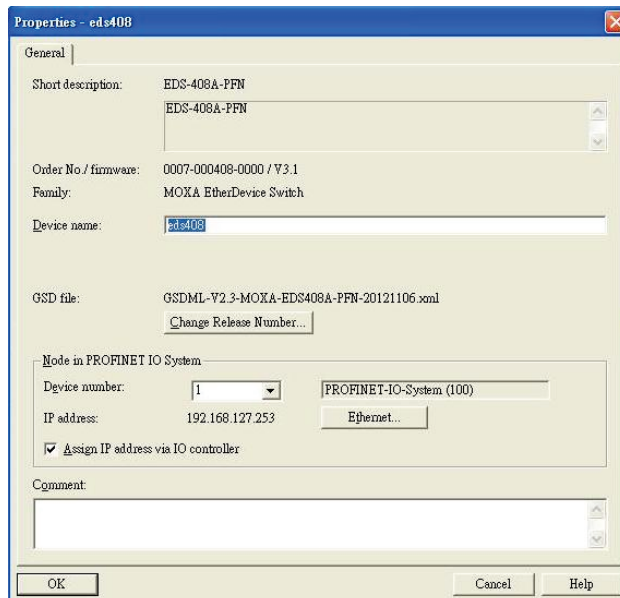 Properties - eds408
General
Short description: EDS-408A-PFN
EDS-408A-PFN
Order No./ firmware: 0007-000408-0000 / V3.1
Family: MOXA EtherDevice Switch
Device name: eds408
GSD file: GSDML-V2.3-MOXA-EDS408A-PFN-20121106.xml
Change Release Number...
Node in PROFINET IO System
Device number: 1 PROFINET-IO-System (100)
IP address: 192.168.127.253 Ethernet...
Assign IP address via IO controller
Comment:
OK Cancel Help